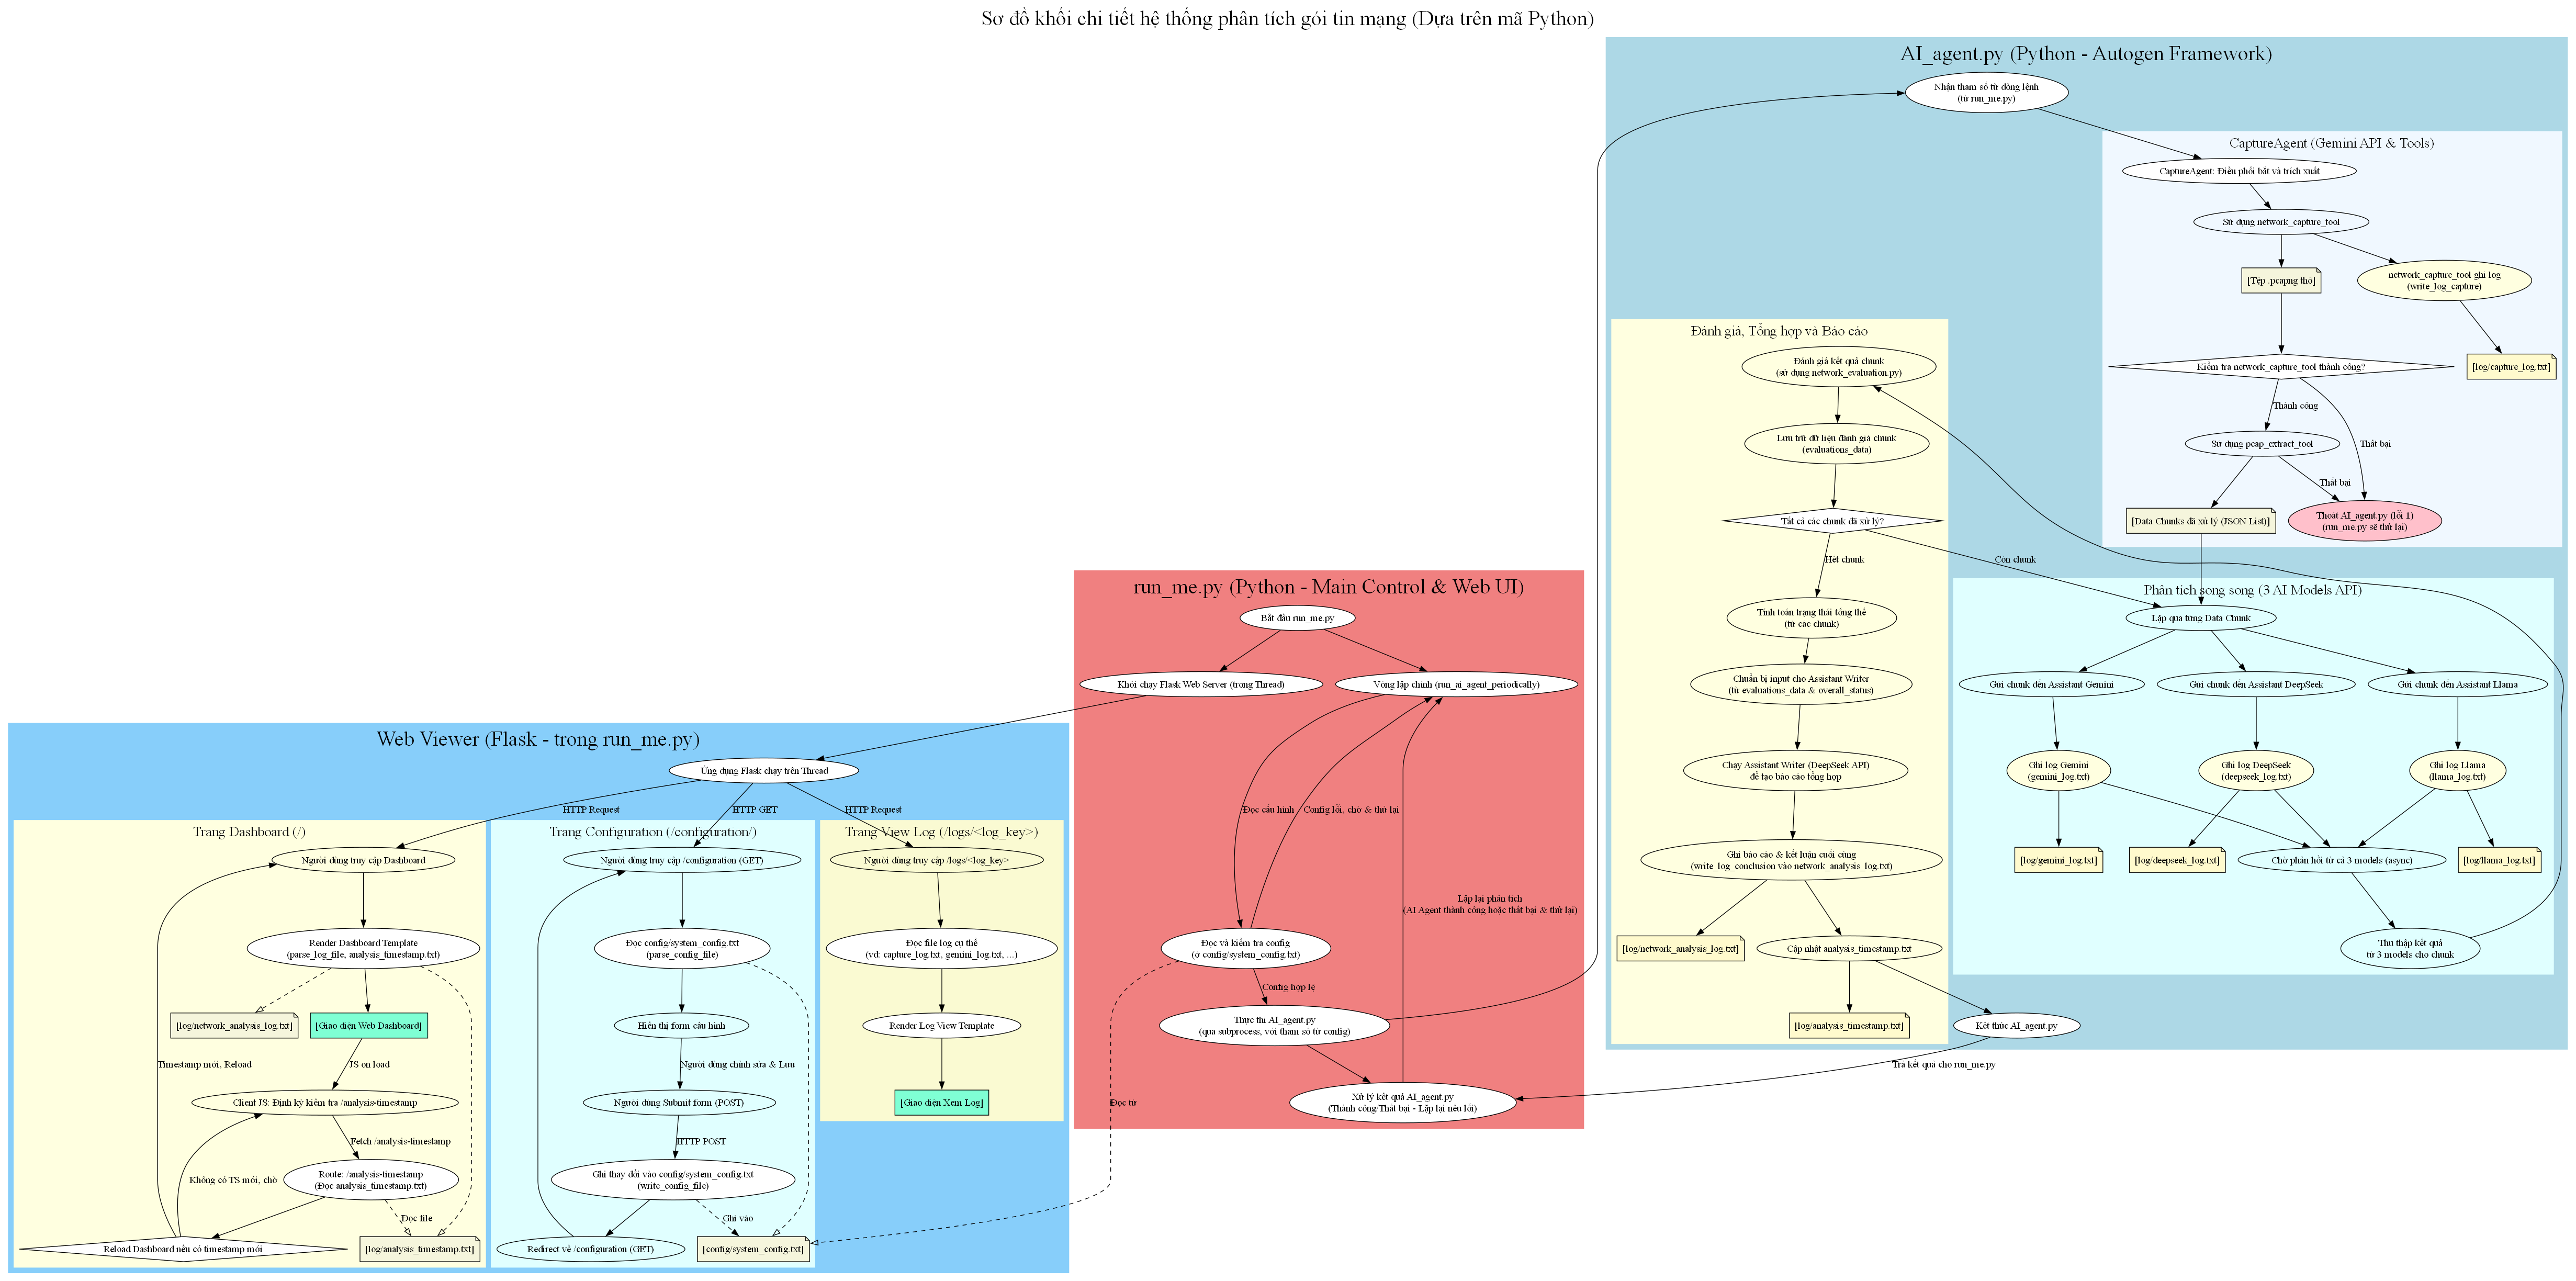 Sơ đồ khối chi tiết hệ thống phân tích gói tin mạng (Dựa trên mã Python)
AI_agent.py (Python - Autogen Framework)
Nhận tham số từ dòng lệnh
(từ run_me.py)
CaptureAgent (Gemini API & Tools)
CaptureAgent: Điều phối bắt và trích xuất
Sử dụng network_capture_tool
[Tệp .pcapng thô]
network_capture_tool ghi log
(write_log_capture)
Kiểm tra network_capture_tool thành công?
[log/capture_log.txt]
Thành công
Thất bại
Sử dụng pcap_extract_tool
Thất bại
[Data Chunks đã xử lý (JSON List)]
Thoát AI_agent.py (lỗi 1)
(run_me.py sẽ thử lại)
Đánh giá, Tổng hợp và Báo cáo
Đánh giá kết quả chunk
(sử dụng network_evaluation.py)
Lưu trữ dữ liệu đánh giá chunk
(evaluations_data)
Tất cả các chunk đã xử lý?
Hết chunk
Còn chunk
Tính toán trạng thái tổng thể
(từ các chunk)
Chuẩn bị input cho Assistant Writer
(từ evaluations_data & overall_status)
Chạy Assistant Writer (DeepSeek API)
để tạo báo cáo tổng hợp
Ghi báo cáo & kết luận cuối cùng
(write_log_conclusion vào network_analysis_log.txt)
[log/network_analysis_log.txt]
Cập nhật analysis_timestamp.txt
[log/analysis_timestamp.txt]
Kết thúc AI_agent.py
Trả kết quả cho run_me.py
Phân tích song song (3 AI Models API)
Lặp qua từng Data Chunk
Gửi chunk đến Assistant Gemini
Gửi chunk đến Assistant DeepSeek
Gửi chunk đến Assistant Llama
Ghi log Gemini
(gemini_log.txt)
Ghi log DeepSeek
(deepseek_log.txt)
Ghi log Llama
(llama_log.txt)
[log/gemini_log.txt]
[log/deepseek_log.txt]
Chờ phản hồi từ cả 3 models (async)
[log/llama_log.txt]
Thu thập kết quả
từ 3 models cho chunk
run_me.py (Python - Main Control & Web UI)
Bắt đầu run_me.py
Khởi chạy Flask Web Server (trong Thread)
Vòng lặp chính (run_ai_agent_periodically)
Đọc cấu hình
Config lỗi, chờ & thử lại
Lặp lại phân tích
(AI Agent thành công hoặc thất bại & thử lại)
Đọc và kiểm tra config
(ở config/system_config.txt)
Config hợp lệ
Thực thi AI_agent.py
(qua subprocess, với tham số từ config)
Xử lý kết quả AI_agent.py
(Thành công/Thất bại - Lặp lại nếu lỗi)
Đọc từ
Web Viewer (Flask - trong run_me.py)
Ứng dụng Flask chạy trên Thread
HTTP Request
HTTP GET
HTTP Request
Trang Dashboard (/)
Người dùng truy cập Dashboard
Render Dashboard Template
(parse_log_file, analysis_timestamp.txt)
[log/network_analysis_log.txt]
[Giao diện Web Dashboard]
Timestamp mới, Reload
JS on load
Client JS: Định kỳ kiểm tra /analysis-timestamp
Fetch /analysis-timestamp
Không có TS mới, chờ
Route: /analysis-timestamp
(Đọc analysis_timestamp.txt)
Đọc file
Reload Dashboard nếu có timestamp mới
[log/analysis_timestamp.txt]
Trang Configuration (/configuration/)
Người dùng truy cập /configuration (GET)
Đọc config/system_config.txt
(parse_config_file)
Hiển thị form cấu hình
Người dùng chỉnh sửa & Lưu
Người dùng Submit form (POST)
HTTP POST
Ghi thay đổi vào config/system_config.txt
(write_config_file)
Ghi vào
Redirect về /configuration (GET)
[config/system_config.txt]
Trang View Log (/logs/<log_key>)
Người dùng truy cập /logs/<log_key>
Đọc file log cụ thể
(vd: capture_log.txt, gemini_log.txt, ...)
Render Log View Template
[Giao diện Xem Log]